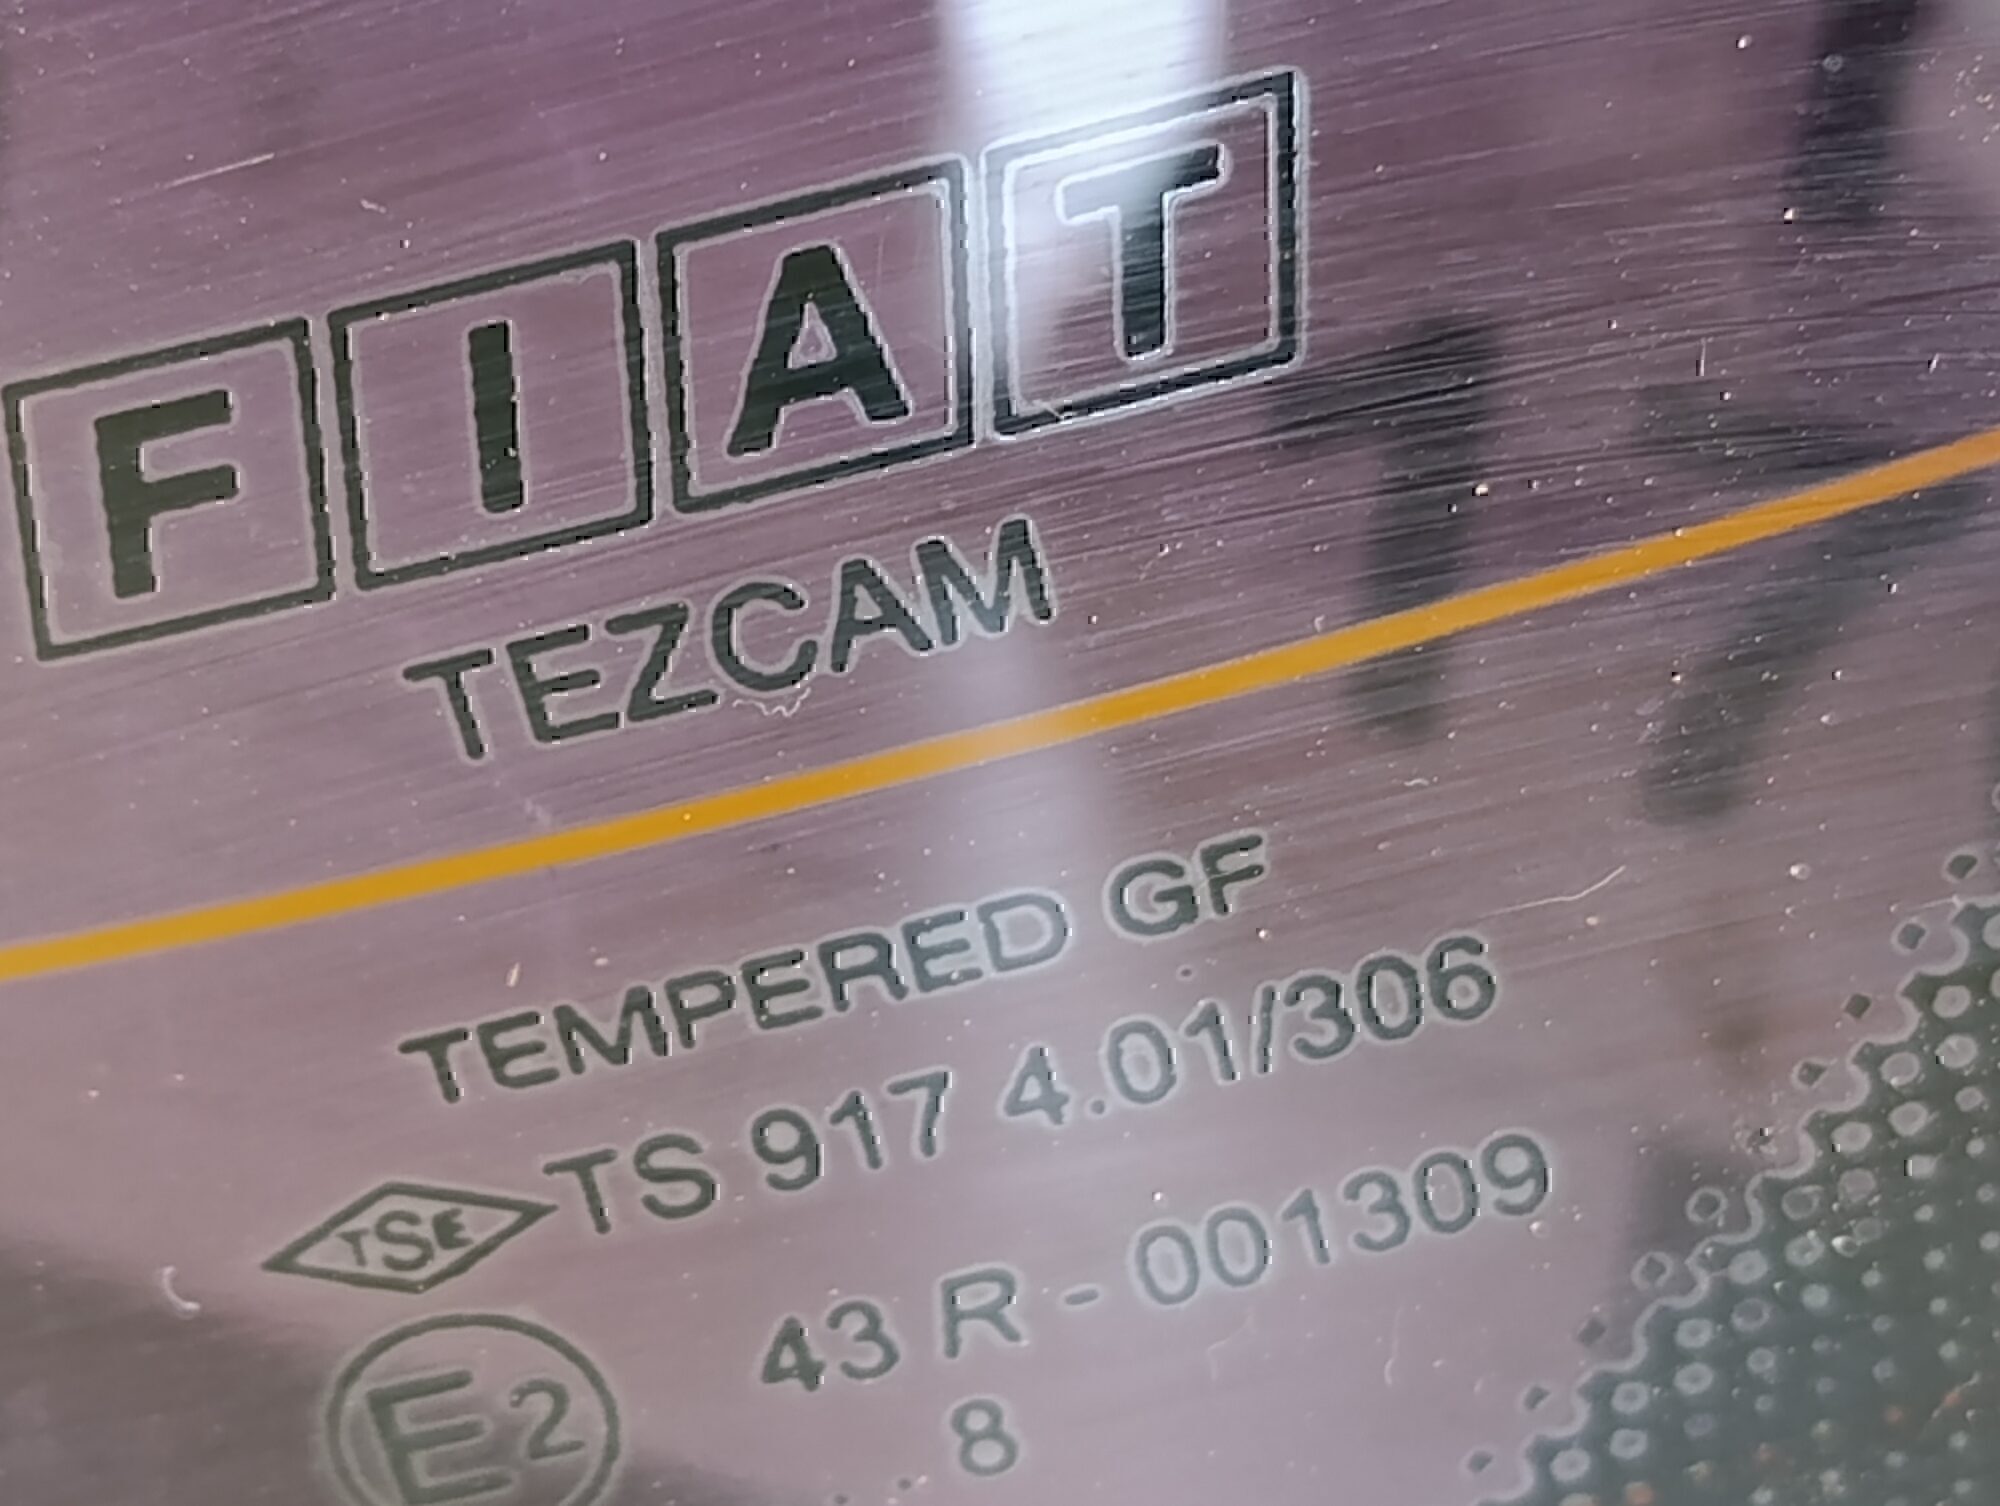 FIAT
TEZCAM
TEMPERED GF
TSE TS 917 4.01/306
E2 43 R - 001309
8